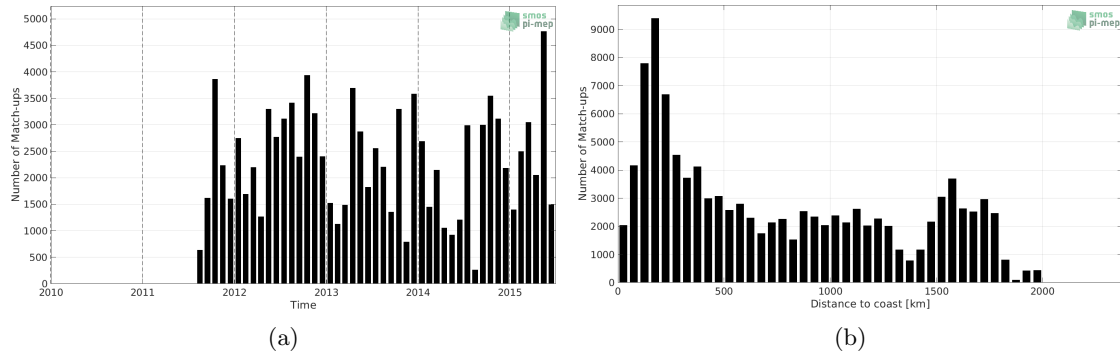 5000
4500
4000
3500
3000
2500
2000
1500
1000
500
0
Number of Match-ups
2010 2011 2012 2013 2014 2015
Time
smos
pi-mep
(a)
9000
8000
7000
6000
5000
4000
3000
2000
1000
0
Number of Match-ups
0 500 1000 1500 2000
Distance to coast [km]
smos
pi-mep
(b)